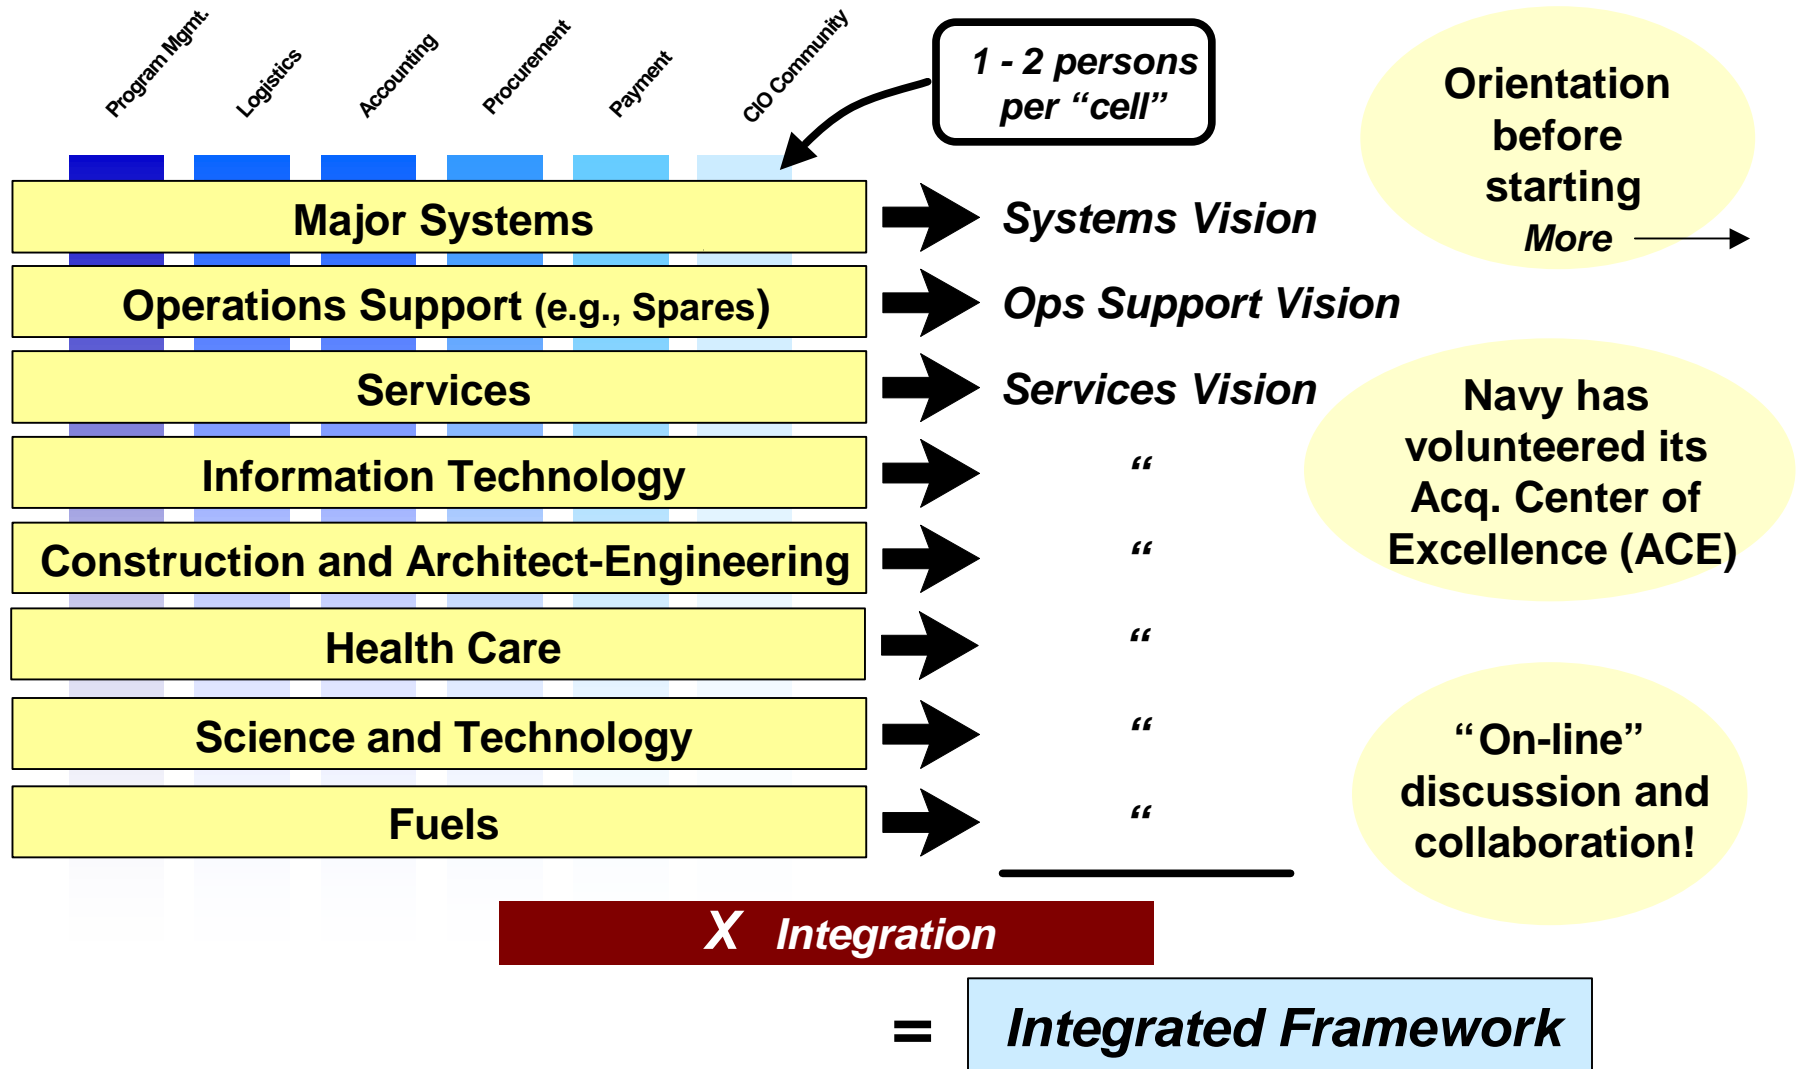 Program Mgmt.
Logistics
Accounting
Procurement
Payment
CIO Community
1 - 2 persons
per “cell”
Orientation
before
starting
More
Major Systems
Systems Vision
Operations Support (e.g., Spares)
Ops Support Vision
Services
Services Vision
Navy has
volunteered its
Acq. Center of
Excellence (ACE)
Information Technology
“
Construction and Architect-Engineering
“
Health Care
“
Science and Technology
“
“On-line”
discussion and
collaboration!
Fuels
“
X Integration
= Integrated Framework